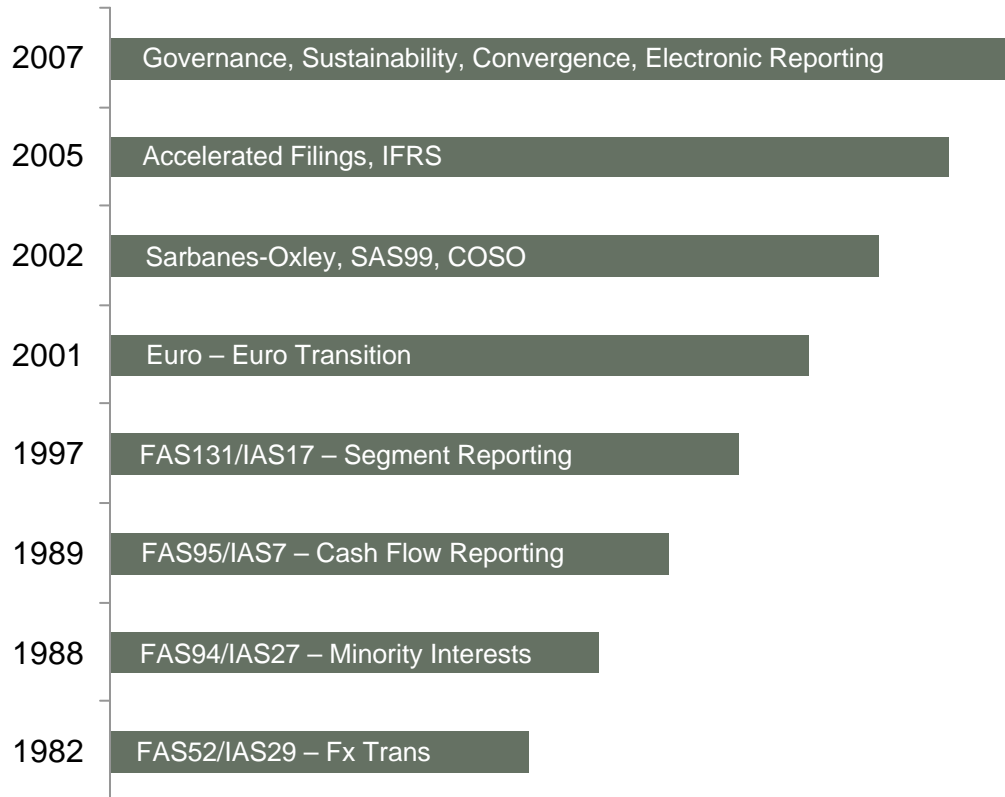 2007 Governance, Sustainability, Convergence, Electronic Reporting
2005 Accelerated Filings, IFRS
2002 Sarbanes-Oxley, SAS99, COSO
2001 Euro – Euro Transition
1997 FAS131/IAS17 – Segment Reporting
1989 FAS95/IAS7 – Cash Flow Reporting
1988 FAS94/IAS27 – Minority Interests
1982 FAS52/IAS29 – Fx Trans